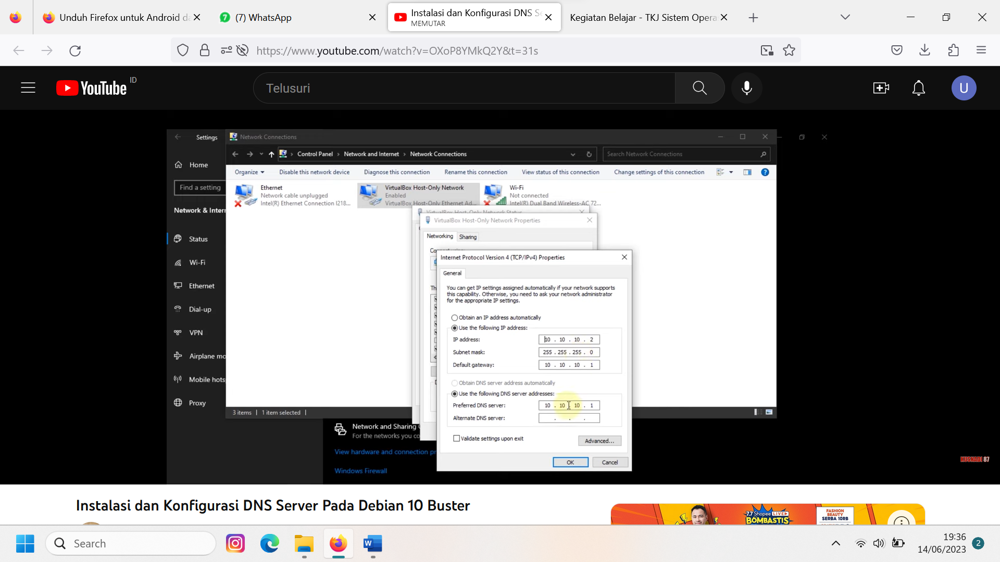 Unduh Firefox untuk Android da
(7) WhatsApp
Instalasi dan Konfigurasi DNS Se
MEMUTAR
Kegiatan Belajar - TKJ Sistem Opera
https://www.youtube.com/watch?v=OXoP8YMkQ2Y&t=31s
YouTube ID
Telusuri
U
Settings
Network Connections
Control Panel > Network and Internet > Network Connections
Search Network Connections
Home
Organize
Disable this network device
Diagnose this connection
Rename this connection
View status of this connection
Change settings of this connection
Find a setting
Ethernet
Network cable unplugged
Intel(R) Ethernet Connection I218...
VirtualBox Host-Only Network
Enabled
VirtualBox Host-Only Ethernet Ad...
Wi-Fi
Not connected
Intel(R) Dual Band Wireless-AC 72...
Network & Intern
VirtualBox Host-Only Network Status
VirtualBox Host-Only Network Properties
Networking
Sharing
Status
Wi-Fi
Ethernet
Dial-up
VPN
Airplane mo
Mobile hots
Proxy
Internet Protocol Version 4 (TCP/IPv4) Properties
General
You can get IP settings assigned automatically if your network supports
this capability. Otherwise, you need to ask your network administrator
for the appropriate IP settings.
Obtain an IP address automatically
Use the following IP address:
IP address: 10 . 10 . 10 . 2
Subnet mask: 255 . 255 . 255 . 0
Default gateway: 10 . 10 . 10 . 1
Obtain DNS server address automatically
Use the following DNS server addresses:
Preferred DNS server: 10 . 10 . 10 . 1
Alternate DNS server: . . .
Validate settings upon exit
Advanced...
OK
Cancel
3 items | 1 item selected |
Network and Sharing
For the networks you co
View hardware and connection pr
Windows Firewall
KUSNADI 87
Instalasi dan Konfigurasi DNS Server Pada Debian 10 Buster
7.7 Shopee LIVE
BOMBASTIS
FASHION
BEAUTY
SERBA 10RB
Search
19:36
14/06/2023
2